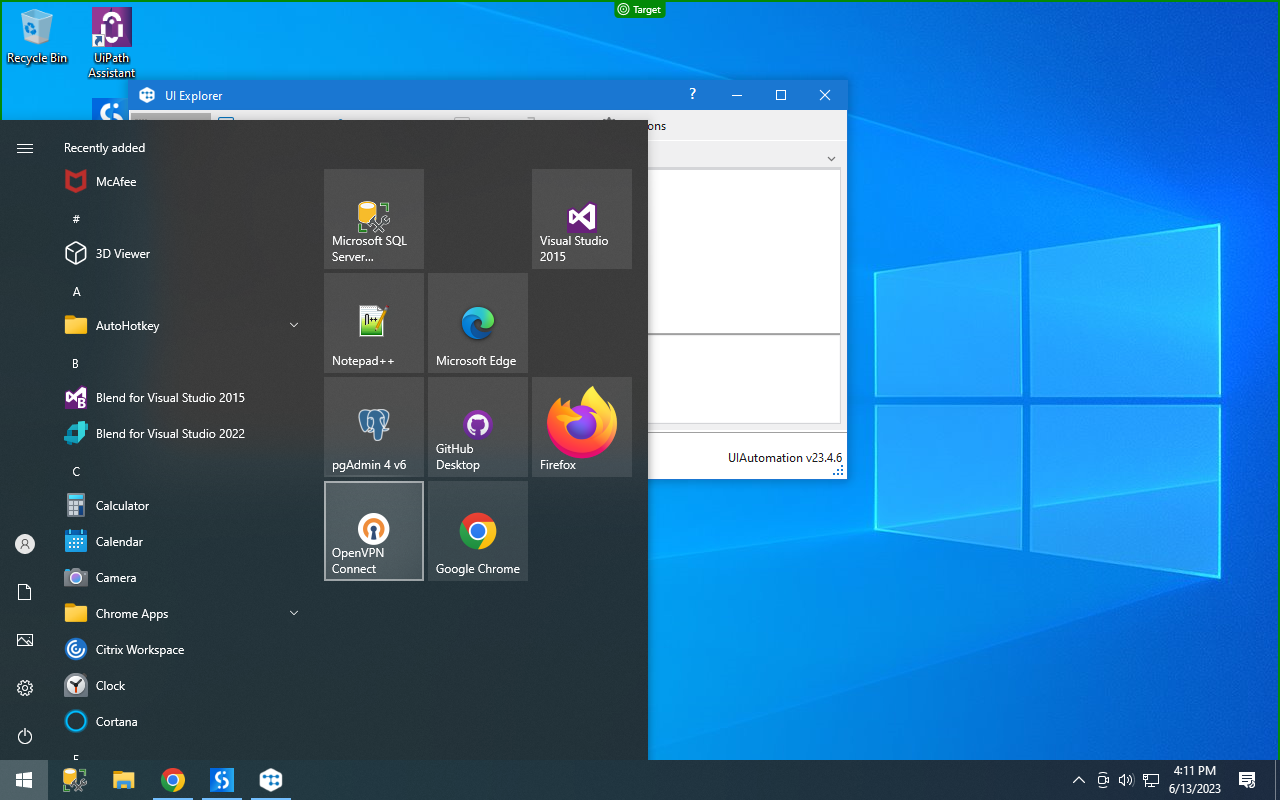 Target
Recycle Bin
UiPath
Assistant
UI Explorer
?
ons
Recently added
McAfee
#
3D Viewer
A
AutoHotkey
B
Blend for Visual Studio 2015
Blend for Visual Studio 2022
C
Calculator
Calendar
Camera
Chrome Apps
Citrix Workspace
Clock
Cortana
Microsoft SQL
Server...
Visual Studio
2015
Notepad++
Microsoft Edge
pgAdmin 4 v6
GitHub
Desktop
Firefox
OpenVPN
Connect
Google Chrome
UIAutomation v23.4.6
4:11 PM
6/13/2023